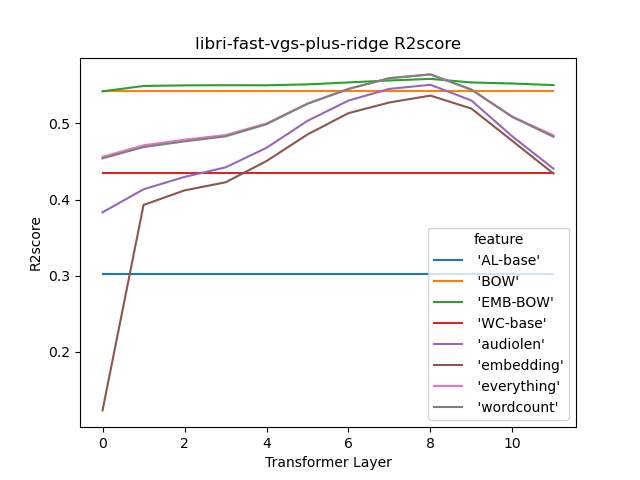 libri-fast-vgs-plus-ridge R2score
R2score
0.5
0.4
0.3
0.2
feature
'AL-base'
'BOW'
'EMB-BOW'
'WC-base'
'audiolen'
'embedding'
'everything'
'wordcount'
0 2 4 6 8 10
Transformer Layer